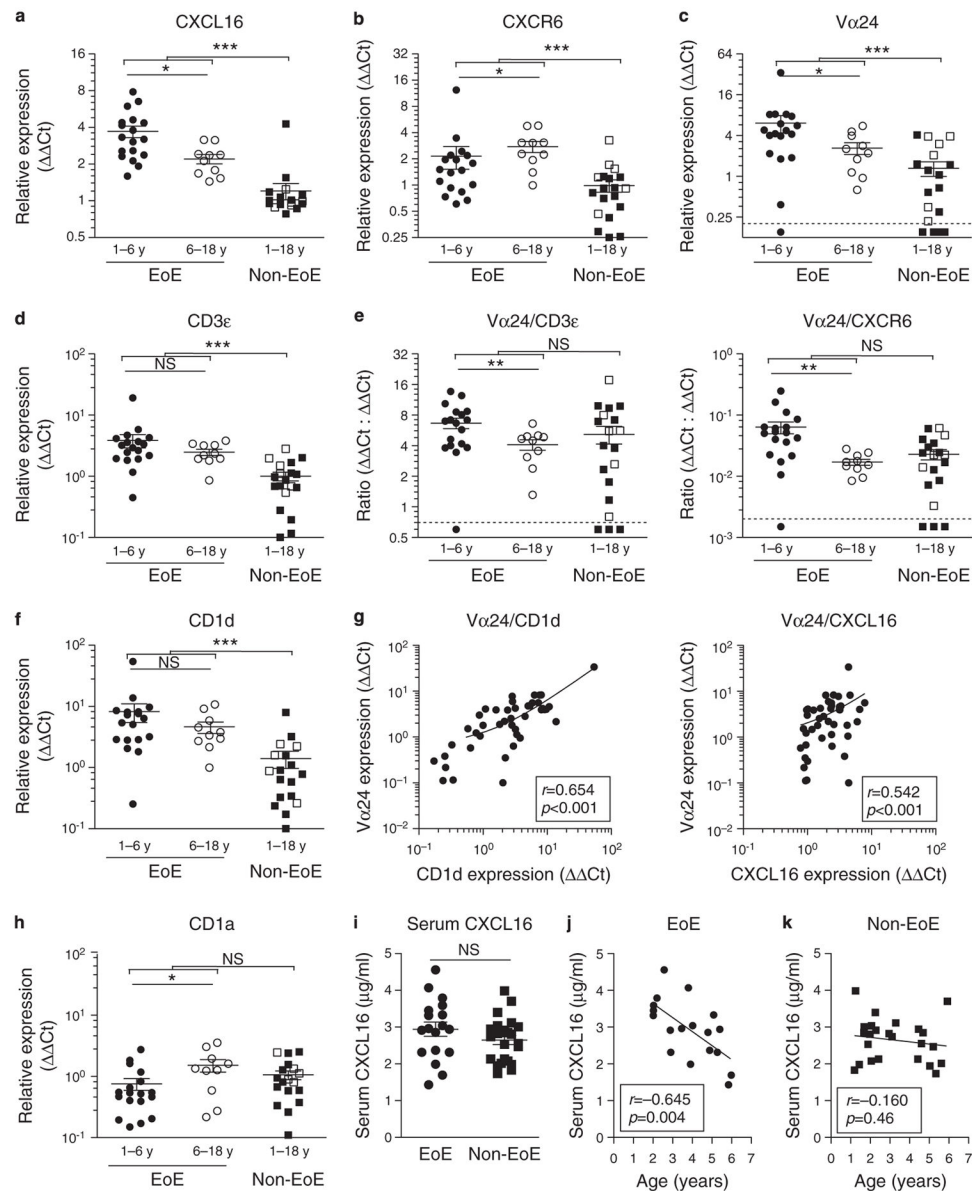 a
CXCL16
***
*
Relative expression
(ΔΔCt)
16
8
4
2
1
0.5
1–6 y
6–18 y
1–18 y
EoE
Non-EoE
b
CXCR6
***
*
Relative expression (ΔΔCt)
32
16
8
4
2
1
0.5
0.25
1–6 y
6–18 y
1–18 y
EoE
Non-EoE
c
Vα24
***
*
Relative expression (ΔΔCt)
64
16
4
1
0.25
1–6 y
6–18 y
1–18 y
EoE
Non-EoE
d
CD3ε
***
NS
Relative expression
(ΔΔCt)
10²
10¹
10⁰
10⁻¹
1–6 y
6–18 y
1–18 y
EoE
Non-EoE
e
Vα24/CD3ε
NS
**
Ratio (ΔΔCt : ΔΔCt)
32
16
8
4
2
1
0.5
1–6 y
6–18 y
1–18 y
EoE
Non-EoE
Vα24/CXCR6
NS
**
Ratio (ΔΔCt : ΔΔCt)
10⁰
10⁻¹
10⁻²
10⁻³
1–6 y
6–18 y
1–18 y
EoE
Non-EoE
f
CD1d
***
NS
Relative expression
(ΔΔCt)
10²
10¹
10⁰
10⁻¹
1–6 y
6–18 y
1–18 y
EoE
Non-EoE
g
Vα24/CD1d
Vα24 expression (ΔΔCt)
10³
10²
10¹
10⁰
10⁻¹
10⁻²
r=0.654
p<0.001
10⁻¹
10⁰
10¹
10²
CD1d expression (ΔΔCt)
Vα24/CXCL16
Vα24 expression (ΔΔCt)
10³
10²
10¹
10⁰
10⁻¹
10⁻²
r=0.542
p<0.001
10⁻¹
10⁰
10¹
10²
CXCL16 expression (ΔΔCt)
h
CD1a
NS
*
Relative expression
(ΔΔCt)
10²
10¹
10⁰
10⁻¹
1–6 y
6–18 y
1–18 y
EoE
Non-EoE
i
Serum CXCL16
NS
Serum CXCL16 (μg/ml)
5
4
3
2
1
0
EoE
Non-EoE
j
EoE
Serum CXCL16 (μg/ml)
5
4
3
2
1
0
r=–0.645
p=0.004
0 1 2 3 4 5 6 7
Age (years)
k
Non-EoE
Serum CXCL16 (μg/ml)
5
4
3
2
1
0
r=–0.160
p=0.46
0 1 2 3 4 5 6 7
Age (years)